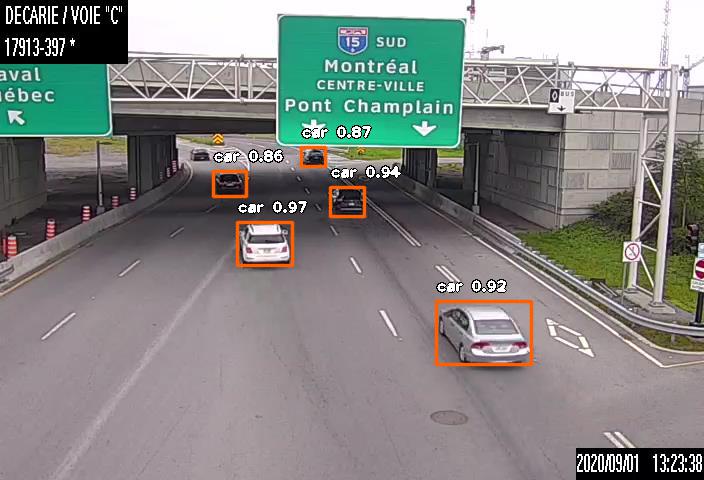 DECARIE / VOIE "C"
17913-397 *
15 SUD
Montréal
CENTRE-VILLE
Pont Champlain
aval
uébec
BUS
car 0.87
car 0.86
car 0.94
car 0.97
car 0.92
2020/09/01 13:23:38